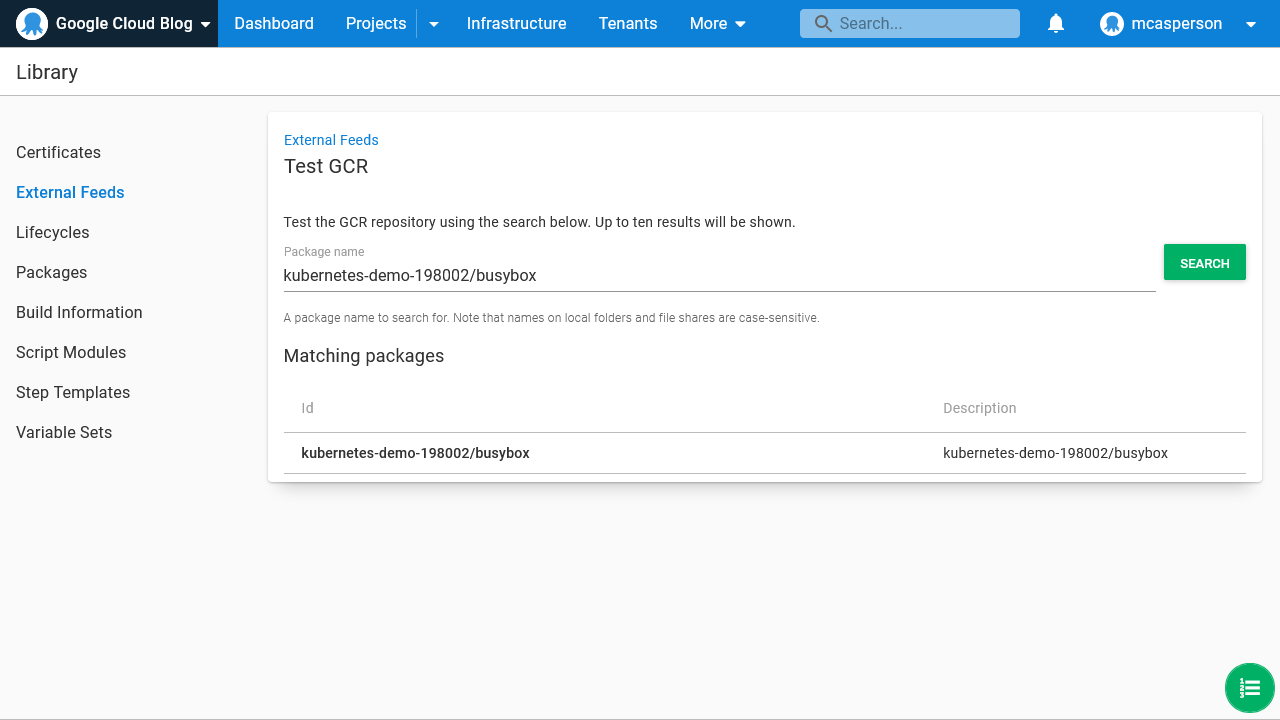 Google Cloud Blog
Dashboard
Projects
Infrastructure
Tenants
More
Search...
mcasperson
Library
Certificates
External Feeds
Lifecycles
Packages
Build Information
Script Modules
Step Templates
Variable Sets
External Feeds
Test GCR
Test the GCR repository using the search below. Up to ten results will be shown.
Package name
kubernetes-demo-198002/busybox
SEARCH
A package name to search for. Note that names on local folders and file shares are case-sensitive.
Matching packages
Id Description
kubernetes-demo-198002/busybox kubernetes-demo-198002/busybox